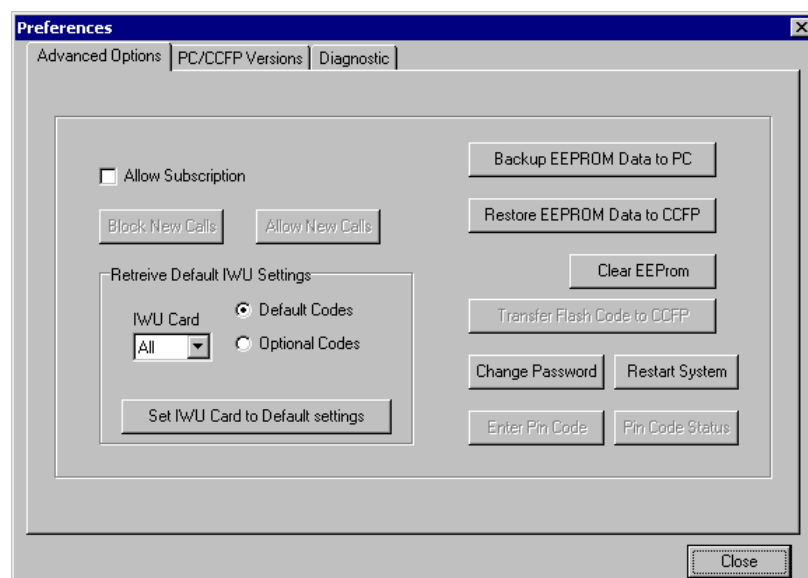 Preferences
Advanced Options
PC/CCFP Versions
Diagnostic
Allow Subscription
Block New Calls
Allow New Calls
Retreive Default IWU Settings
IWU Card
All
Default Codes
Optional Codes
Set IWU Card to Default settings
Backup EEPROM Data to PC
Restore EEPROM Data to CCFP
Clear EEProm
Transfer Flash Code to CCFP
Change Password
Restart System
Enter Pin Code
Pin Code Status
Close